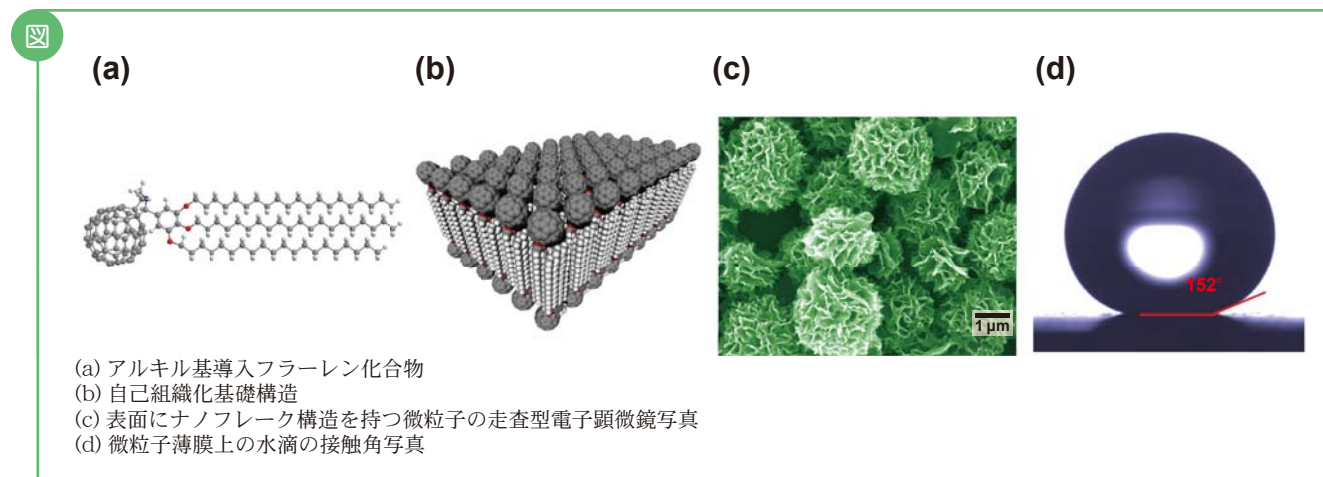 図
(a)
(b)
(c)
(d)
1 μm
152°
(a) アルキル基導入フラーレン化合物
(b) 自己組織化基礎構造
(c) 表面にナノフレーク構造を持つ微粒子の走査型電子顕微鏡写真
(d) 微粒子薄膜上の水滴の接触角写真